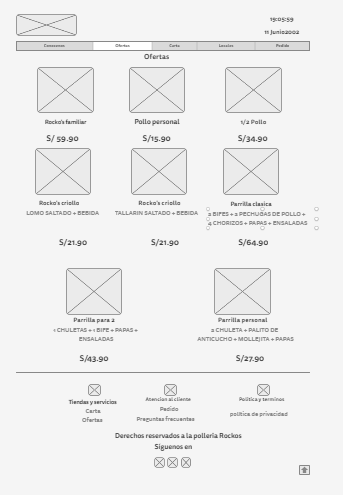 19:05:59
11 Junio2002
Conocenos Ofertas Carta Locales Pedido
Ofertas
Rocko's familiar Pollo personal 1/2 Pollo
S/ 59.90 S/15.90 S/34.90
Rocko's criollo Rocko's criollo Parrilla clasica
LOMO SALTADO + BEBIDA TALLARIN SALTADO + BEBIDA 2 BIFES + 2 PECHUGAS DE POLLO +
4 CHORIZOS + PAPAS + ENSALADAS
S/21.90 S/21.90 S/64.90
Parrilla para 2 Parrilla personal
1 CHULETAS + 1 BIFE + PAPAS + 2 CHULETA + PALITO DE
ENSALADAS ANTICUCHO + MOLLEJITA + PAPAS
S/43.90 S/27.90
Tiendas y servicios Atencion al cliente Politica y terminos
Carta Pedido politica de privacidad
Ofertas Preguntas frecuentas
Derechos reservados a la polleria Rockos
Siguenos en